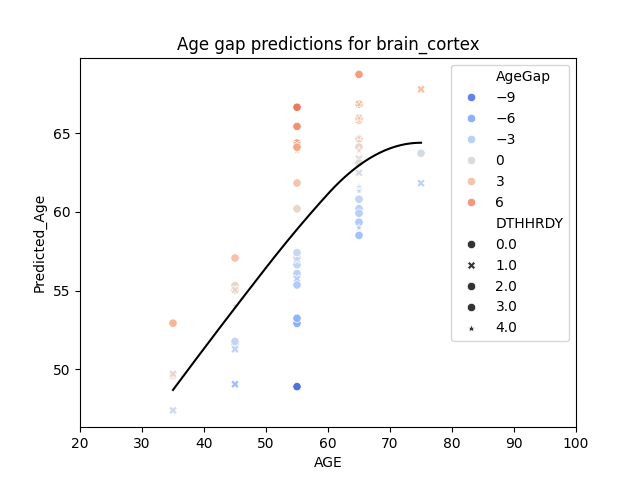 Age gap predictions for brain_cortex
Predicted_Age
65
60
55
50
20 30 40 50 60 70 80 90 100
AGE
AgeGap
−9
−6
−3
0
3
6
DTHHRDY
0.0
1.0
2.0
3.0
4.0